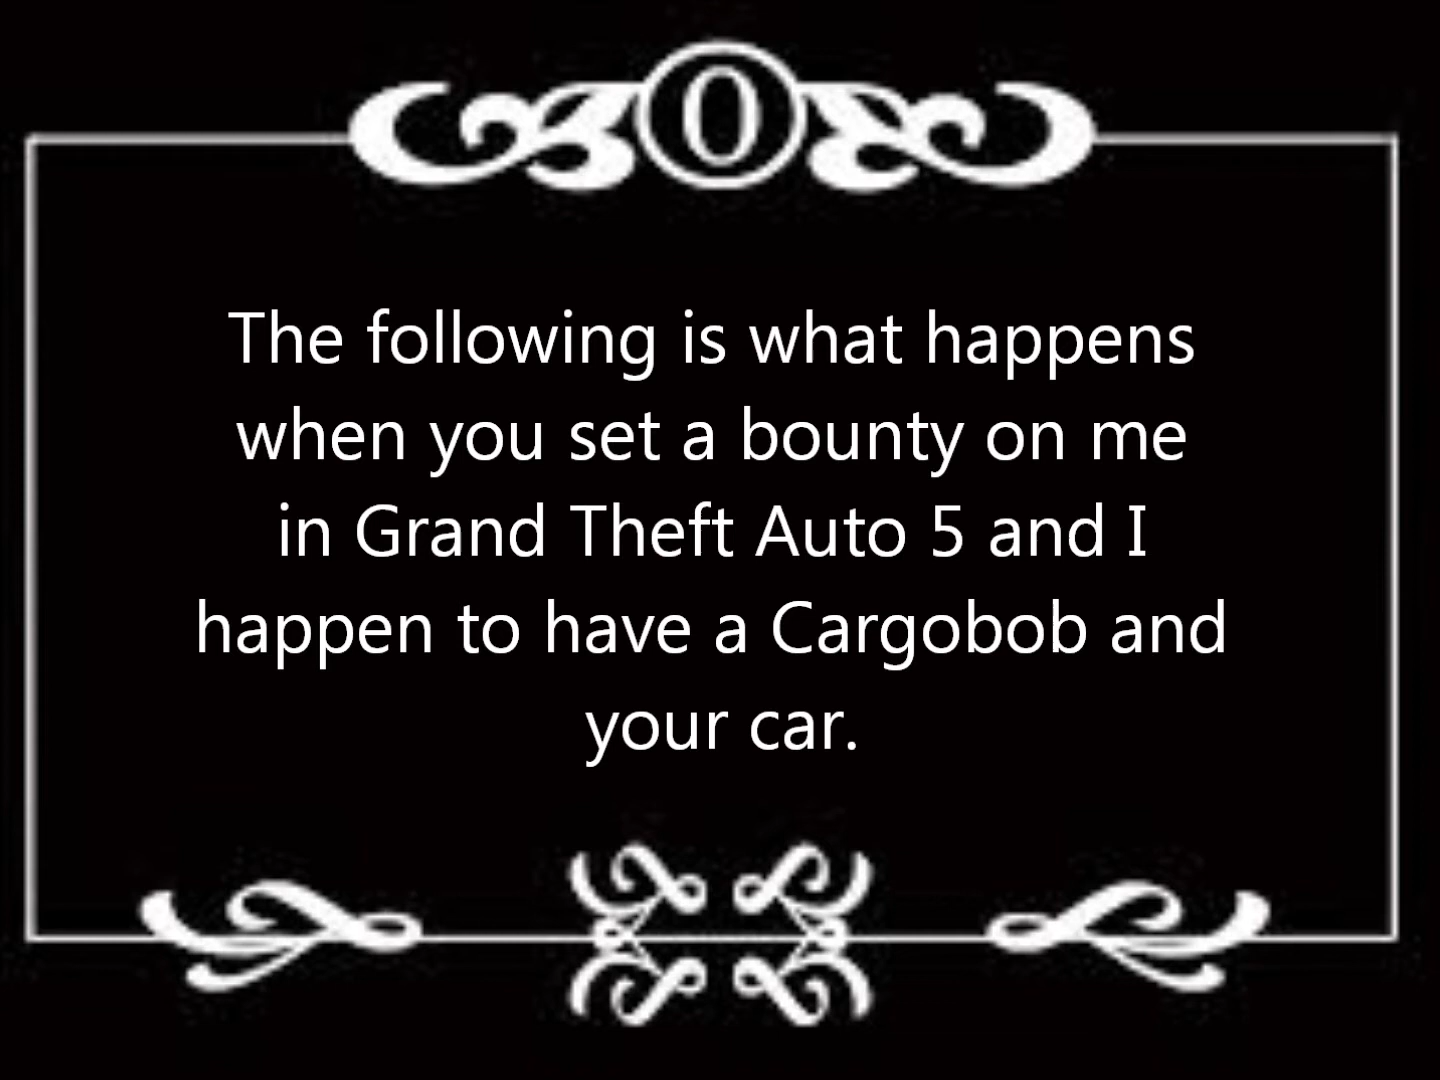 0
The following is what happens
when you set a bounty on me
in Grand Theft Auto 5 and I
happen to have a Cargobob and
your car.